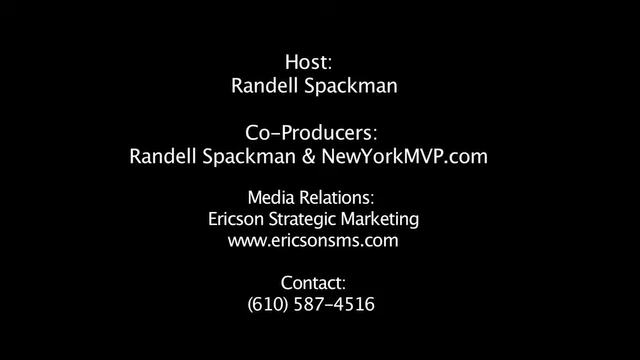 Host:
Randell Spackman
Co-Producers:
Randell Spackman & NewYorkMVP.com
Media Relations:
Ericson Strategic Marketing
www.ericsonsms.com
Contact:
(610) 587-4516